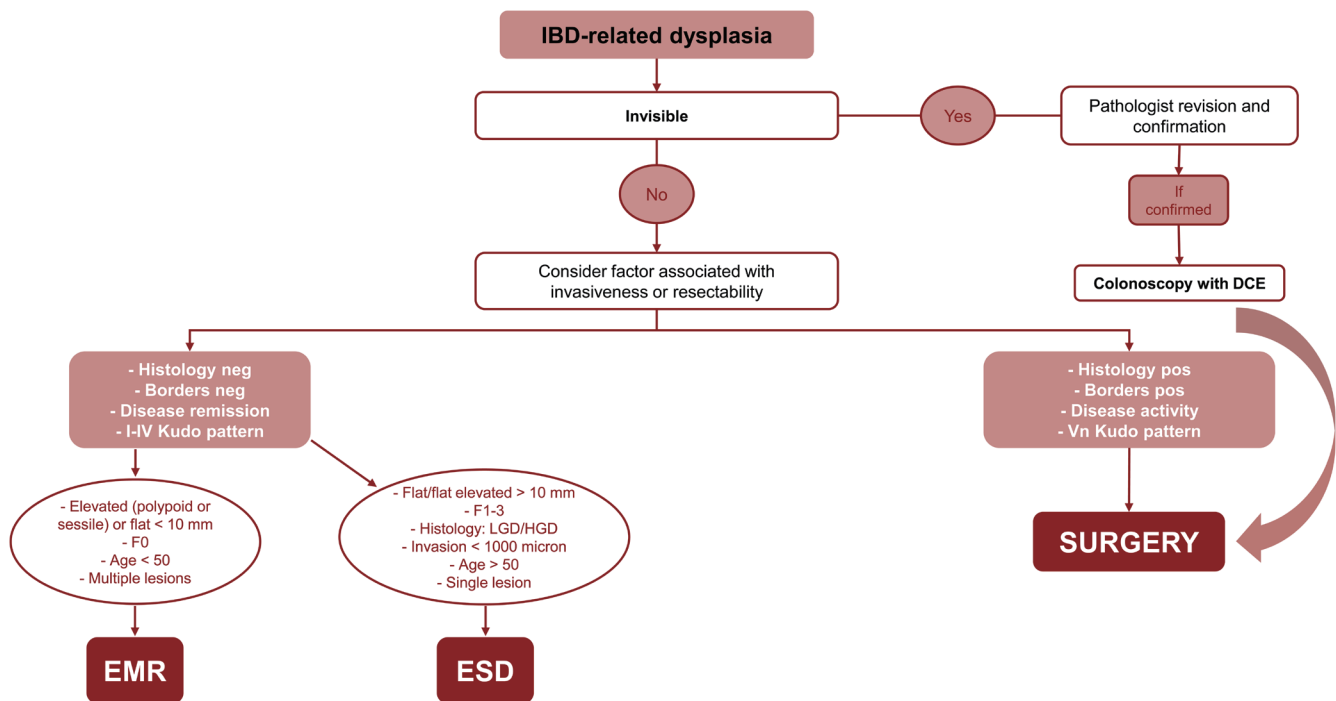 IBD-related dysplasia
Invisible
Yes
Pathologist revision and
confirmation
No
If
confirmed
Consider factor associated with
invasiveness or resectability
Colonoscopy with DCE
- Histology neg
- Borders neg
- Disease remission
- I-IV Kudo pattern
- Histology pos
- Borders pos
- Disease activity
- Vn Kudo pattern
- Elevated (polypoid or
sessile) or flat < 10 mm
- F0
- Age < 50
- Multiple lesions
- Flat/flat elevated > 10 mm
- F1-3
- Histology: LGD/HGD
- Invasion < 1000 micron
- Age > 50
- Single lesion
SURGERY
EMR
ESD